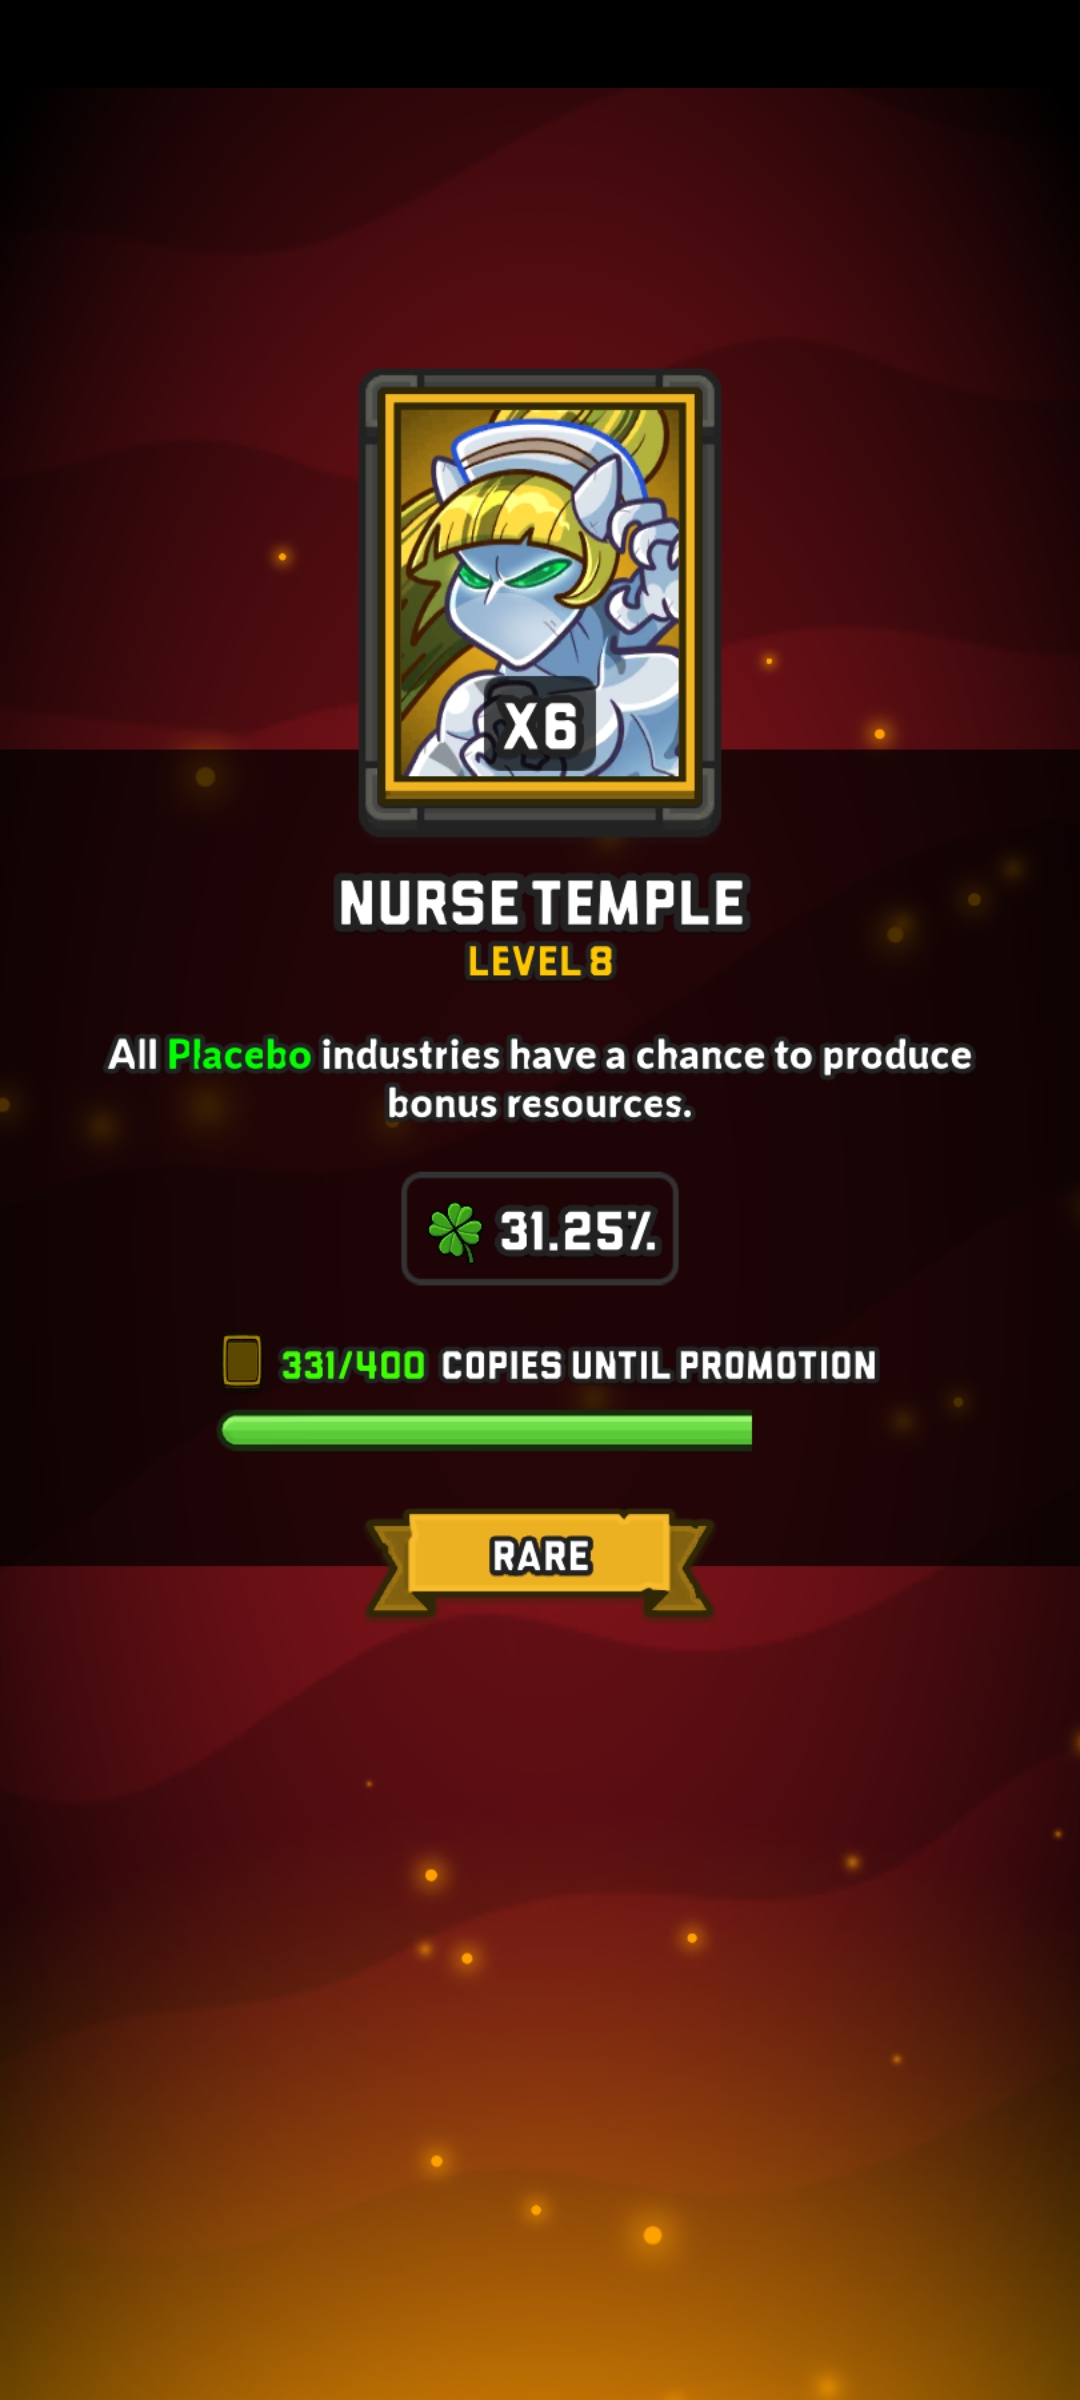 X6
NURSE TEMPLE
LEVEL 8
All Placebo industries have a chance to produce
bonus resources.
31.25%
331/400 COPIES UNTIL PROMOTION
RARE